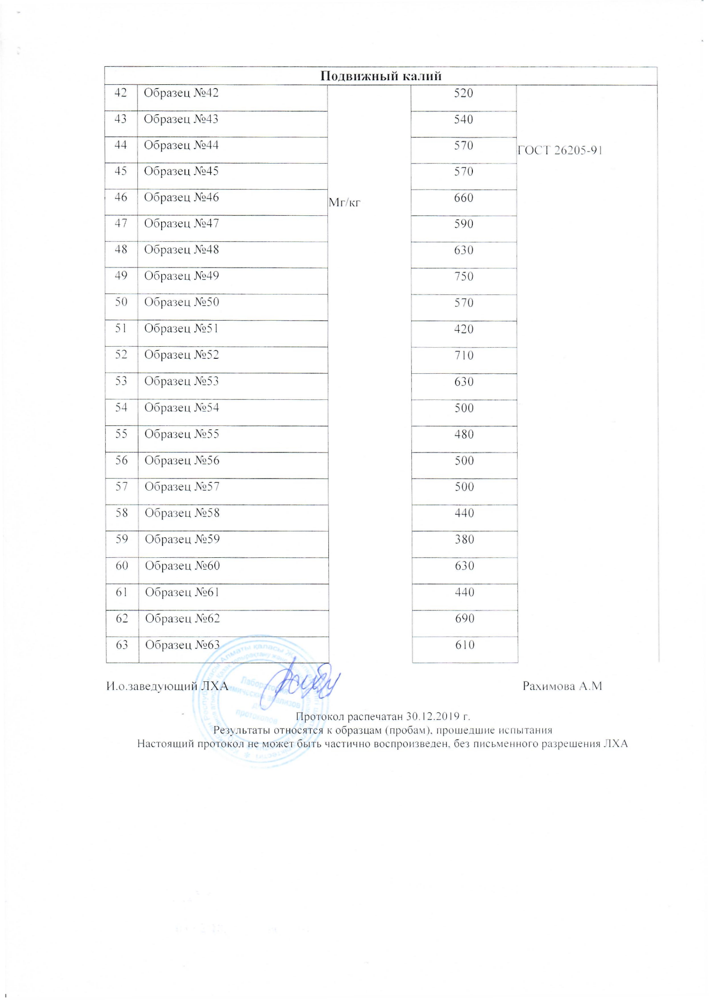 Подвижный калий
42 Образец №42 520
43 Образец №43 540
44 Образец №44 570
ГОСТ 26205-91
45 Образец №45 570
46 Образец №46 660
Мг/кг
47 Образец №47 590
48 Образец №48 630
49 Образец №49 750
50 Образец №50 570
51 Образец №51 420
52 Образец №52 710
53 Образец №53 630
54 Образец №54 500
55 Образец №55 480
56 Образец №56 500
57 Образец №57 500
58 Образец №58 440
59 Образец №59 380
60 Образец №60 630
61 Образец №61 440
62 Образец №62 690
63 Образец №63 610
И.о.заведующий ЛХА Рахимова А.М
Лаборатория
химических анализов
для
протоколов
Протокол распечатан 30.12.2019 г.
Результаты относятся к образцам (пробам), прошедшие испытания
Настоящий протокол не может быть частично воспроизведен, без письменного разрешения ЛХА